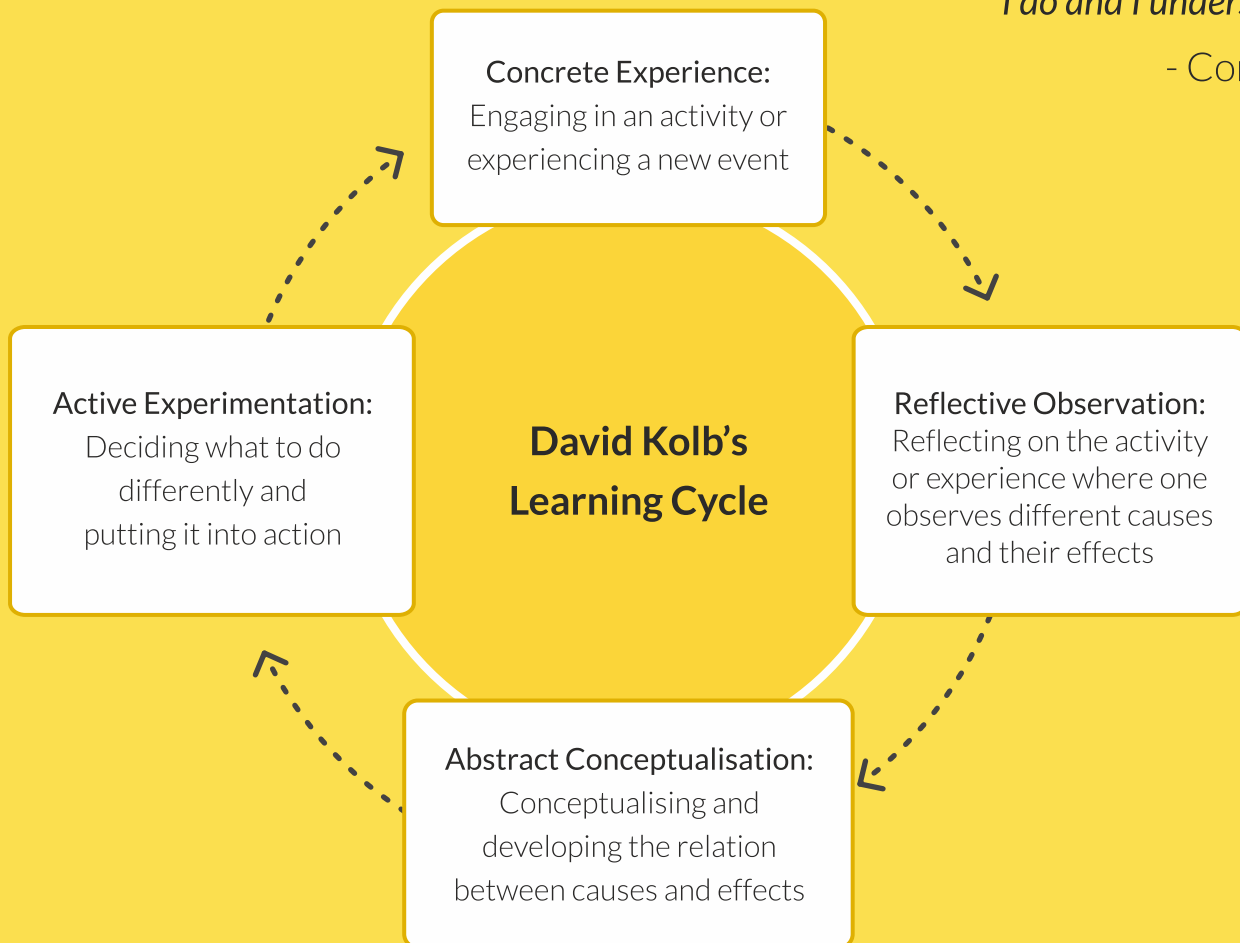 I do and I
- 
Concrete Experience:
Engaging in an activity or
experiencing a new event
Active Experimentation:
Deciding what to do
differently and
putting it into action
David Kolb’s
Learning Cycle
Reflective Observation:
Reflecting on the activity
or experience where one
observes different causes
and their effects
Abstract Conceptualisation:
Conceptualising and
developing the relation
between causes and effects